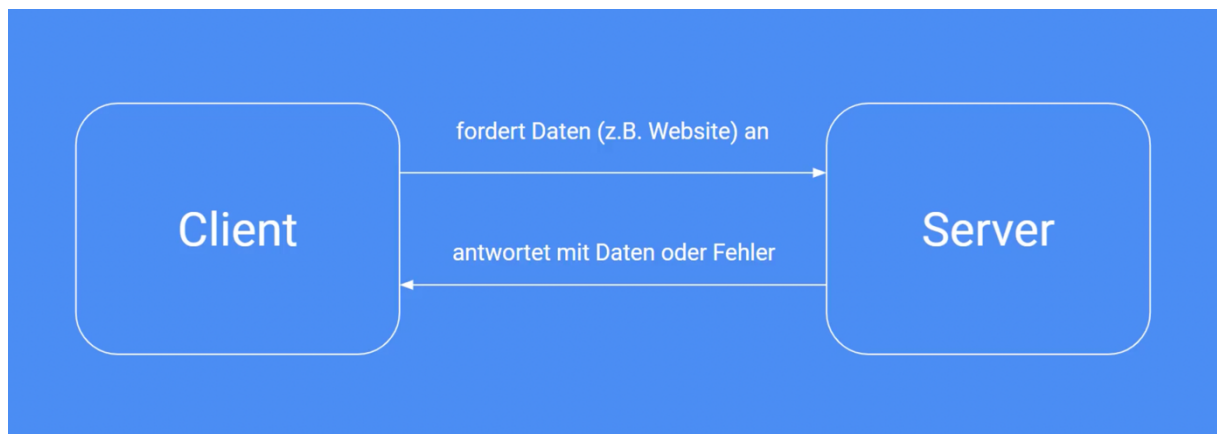 fordert Daten (z.B. Website) an
Client
Server
antwortet mit Daten oder Fehler